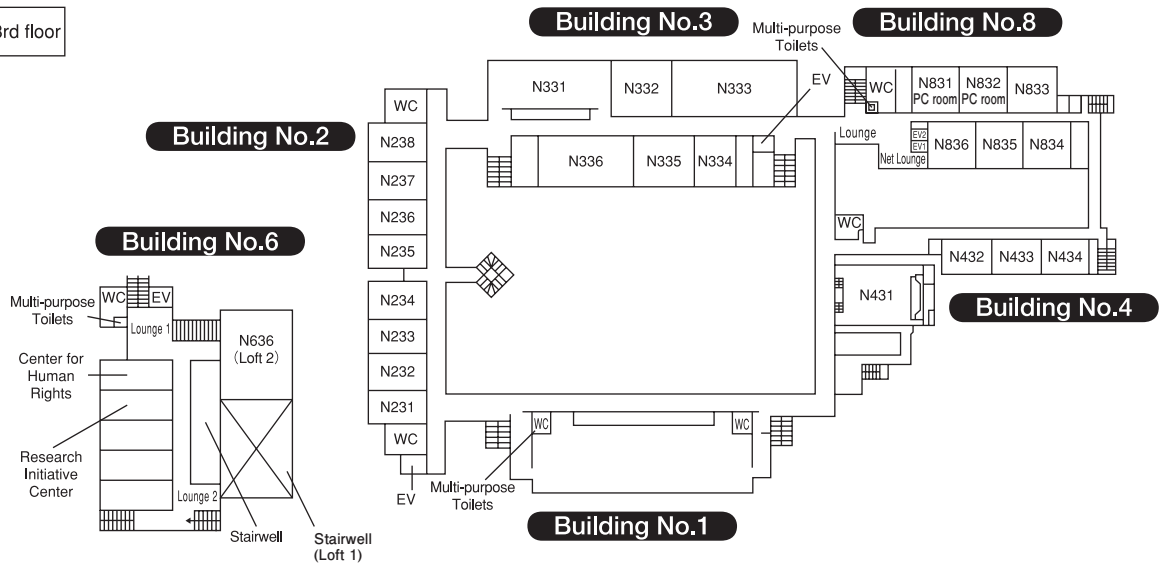 3rd floor
Building No.3
Multi-purpose
Toilets
Building No.8
EV
WC
N331
N332
N333
WC
N831
PC room
N832
PC room
N833
Building No.2
N238
N237
N236
N235
N336
N335
N334
Lounge
Net Lounge
EV2
EV1
N836
N835
N834
WC
N432
N433
N434
N431
Building No.4
Building No.6
WC
EV
Multi-purpose
Toilets
Lounge 1
N636
(Loft 2)
Center for
Human
Rights
Research
Initiative
Center
Lounge 2
Stairwell
Stairwell
(Loft 1)
N234
N233
N232
N231
WC
EV
WC
WC
Multi-purpose
Toilets
Building No.1